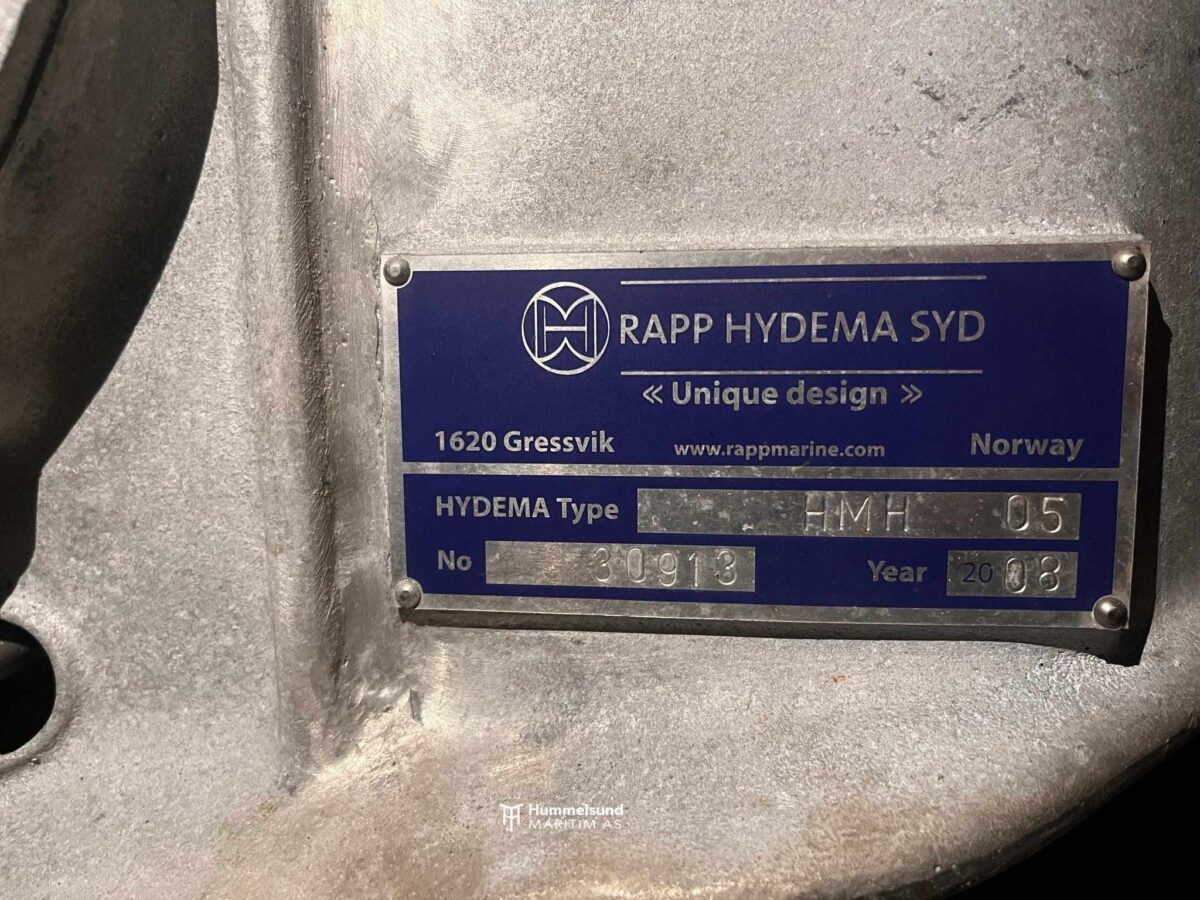 RAPP HYDEMA SYD
« Unique design »
1620 Gressvik www.rappmarine.com Norway
HYDEMA Type HMH 05
No 30913 Year 2008
Hummelsund
MARITIM AS